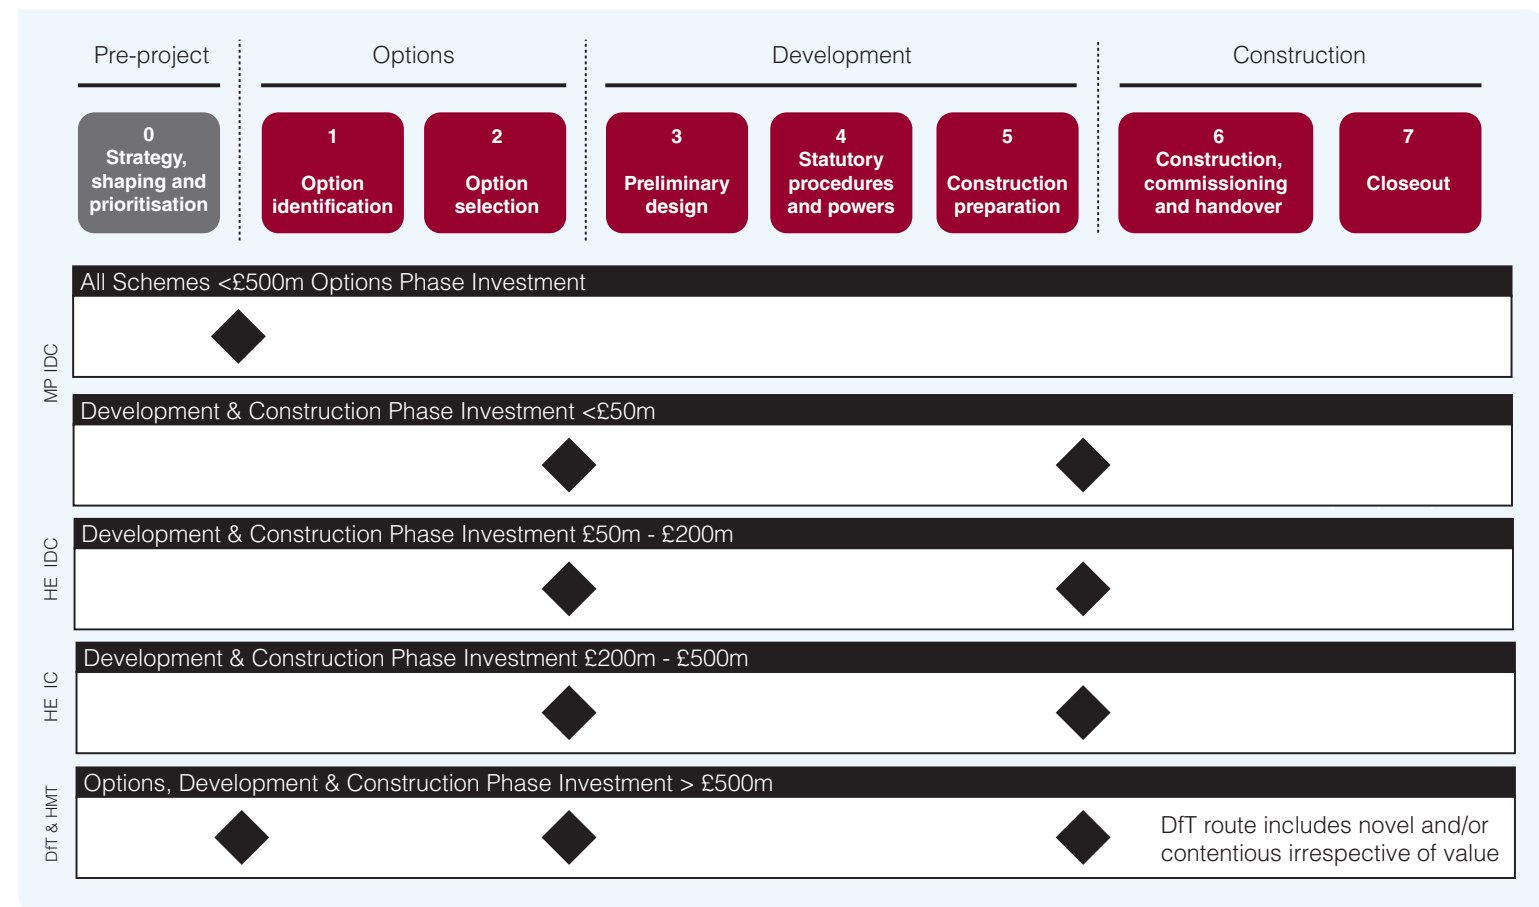 Pre-project
Options
Development
Construction
0
Strategy,
shaping and
prioritisation
1
Option
identification
2
Option
selection
3
Preliminary
design
4
Statutory
procedures
and powers
5
Construction
preparation
6
Construction,
commissioning
and handover
7
Closeout
MP IDC
All Schemes <£500m Options Phase Investment
Development & Construction Phase Investment <£50m
HE IDC
Development & Construction Phase Investment £50m - £200m
HE IC
Development & Construction Phase Investment £200m - £500m
DfT & HMT
Options, Development & Construction Phase Investment > £500m
DfT route includes novel and/or
contentious irrespective of value